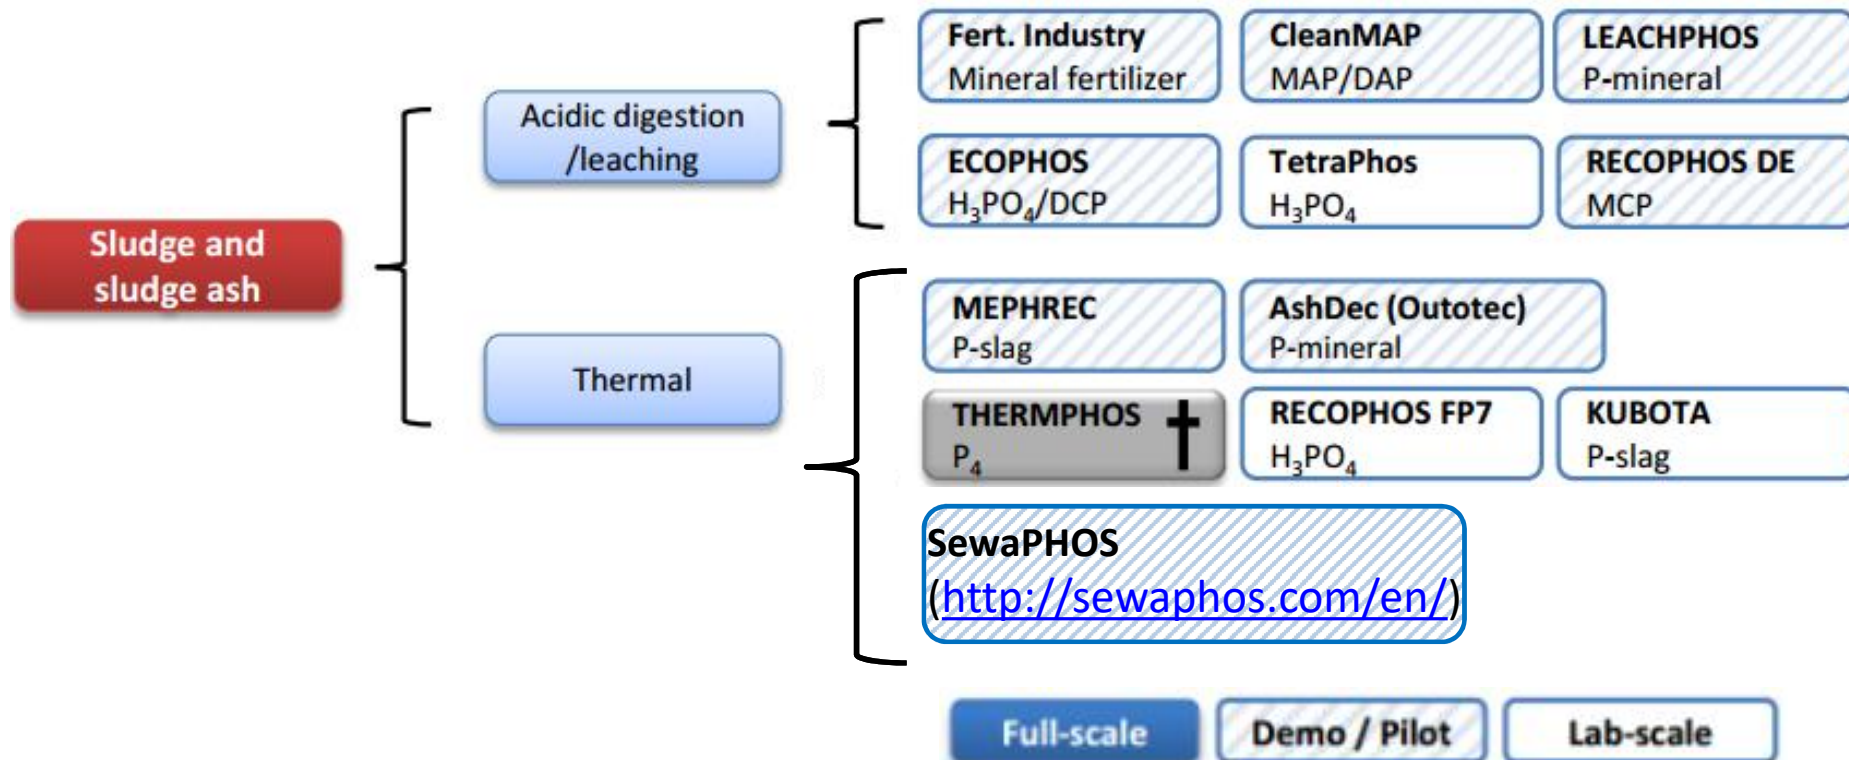 Sludge and
sludge ash
Acidic digestion
/leaching
Fert. Industry
Mineral fertilizer
CleanMAP
MAP/DAP
LEACHPHOS
P-mineral
ECOPHOS
H₃PO₄/DCP
TetraPhos
H₃PO₄
RECOPHOS DE
MCP
Thermal
MEPHREC
P-slag
AshDec (Outotec)
P-mineral
THERMPHOS
P₄
RECOPHOS FP7
H₃PO₄
KUBOTA
P-slag
SewaPHOS
(http://sewaphos.com/en/)
Full-scale
Demo / Pilot
Lab-scale